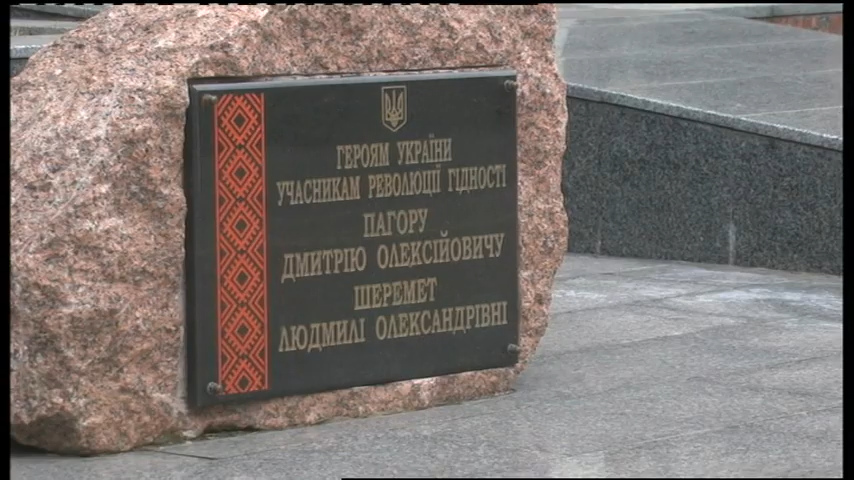 ГЕРОЯМ УКРАЇНИ
УЧАСНИКАМ РЕВОЛЮЦІЇ ГІДНОСТІ
ПАГОРУ
ДМИТРІЮ ОЛЕКСІЙОВИЧУ
ШЕРЕМЕТ
ЛЮДМИЛІ ОЛЕКСАНДРІВНІ